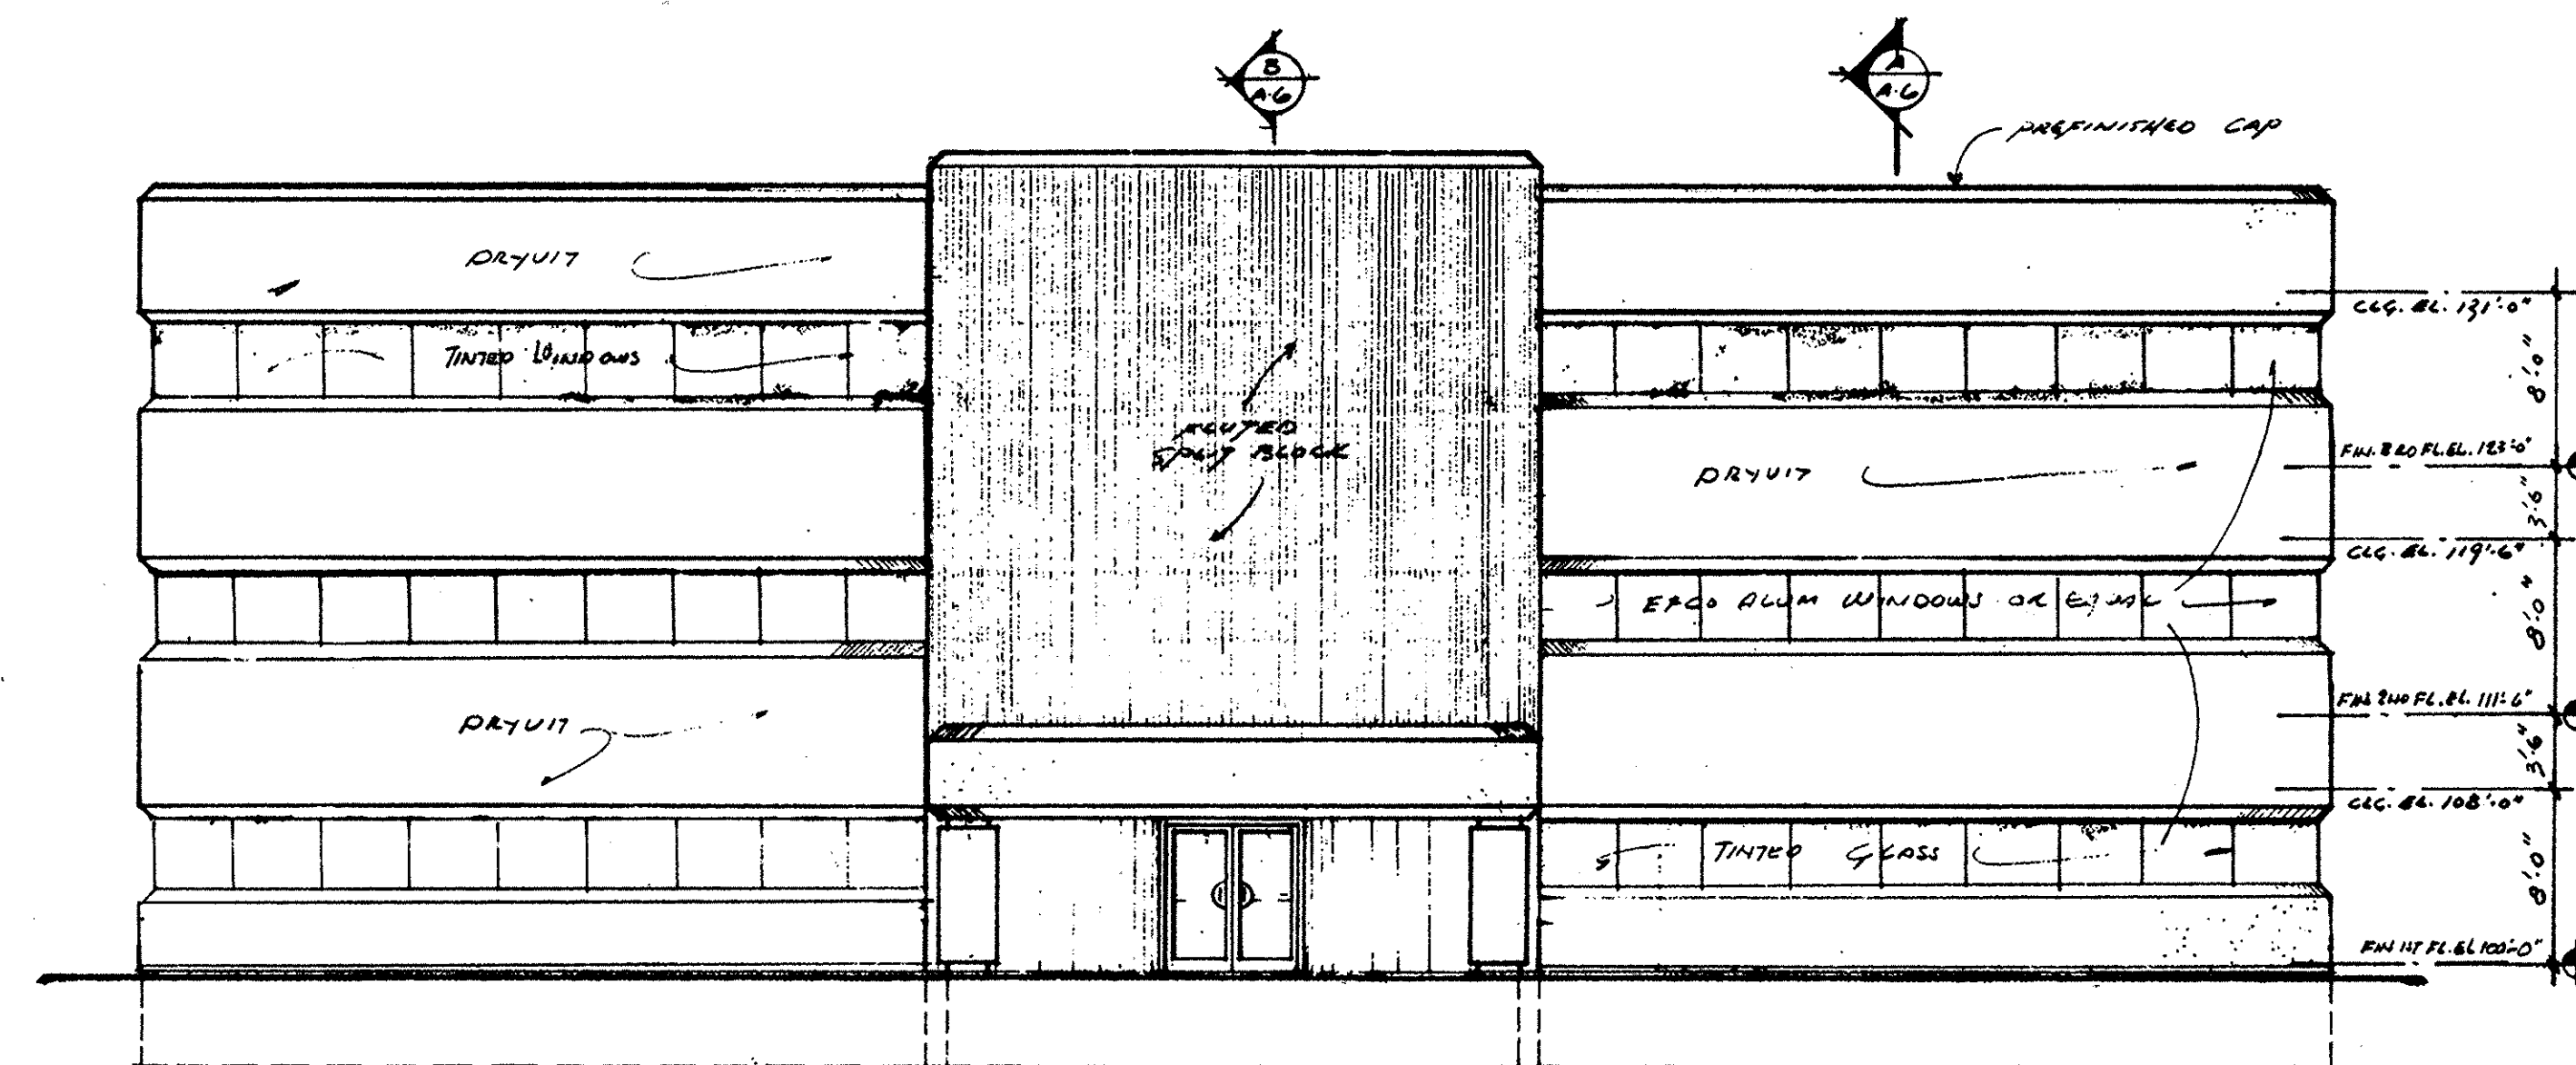 B
A-6
A
A-6
PREFINISHED CAP
DRYVIT
CLG. EL. 131'-0"
TINTED WINDOWS
8'-0"
FLUTED
SPLIT BLOCK
FIN. 3RD FL. EL. 123'-0"
DRYVIT
3'-6"
CLG. EL. 119'-6"
EFCO ALUM WINDOWS OR EQUAL
8'-0"
FIN 2ND FL. EL. 111'-6"
DRYVIT
3'-6"
CLG. EL. 108'-0"
TINTED GLASS
8'-0"
FIN 1ST FL. EL 100'-0"